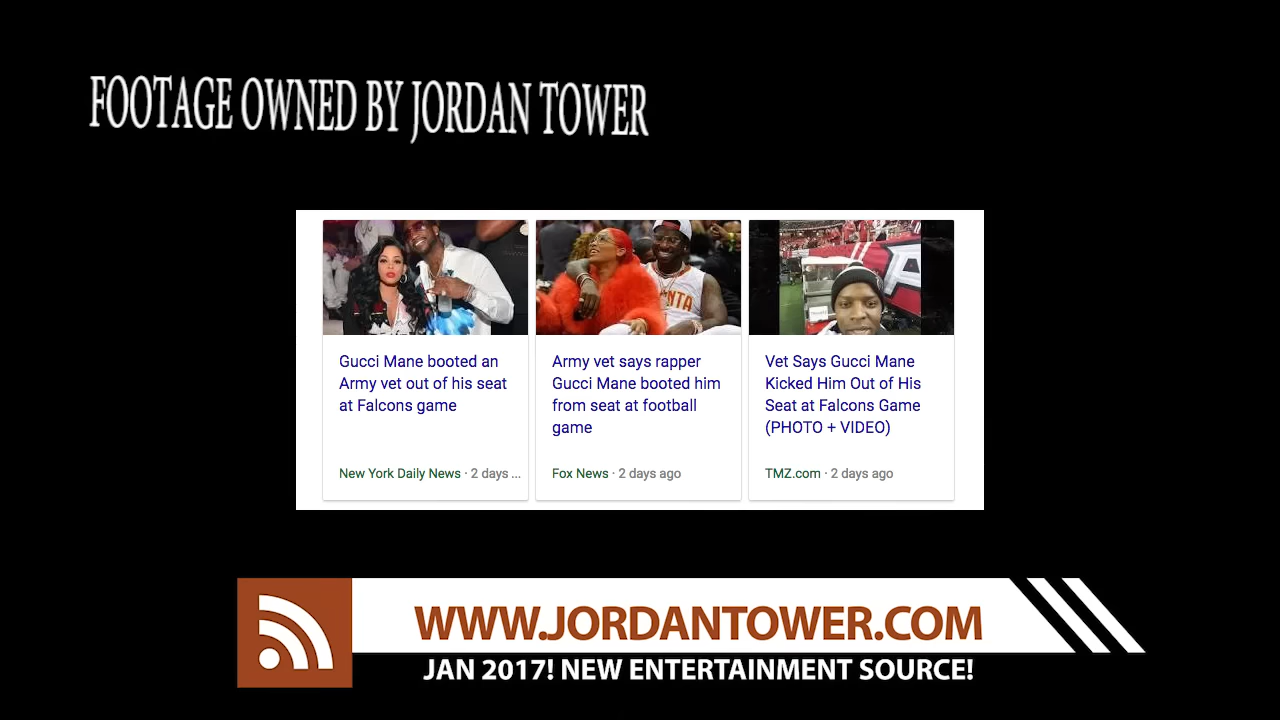 FOOTAGE OWNED BY JORDAN TOWER
Gucci Mane booted an
Army vet out of his seat
at Falcons game
New York Daily News · 2 days ...
Army vet says rapper
Gucci Mane booted him
from seat at football
game
Fox News · 2 days ago
Vet Says Gucci Mane
Kicked Him Out of His
Seat at Falcons Game
(PHOTO + VIDEO)
TMZ.com · 2 days ago
WWW.JORDANTOWER.COM
JAN 2017! NEW ENTERTAINMENT SOURCE!